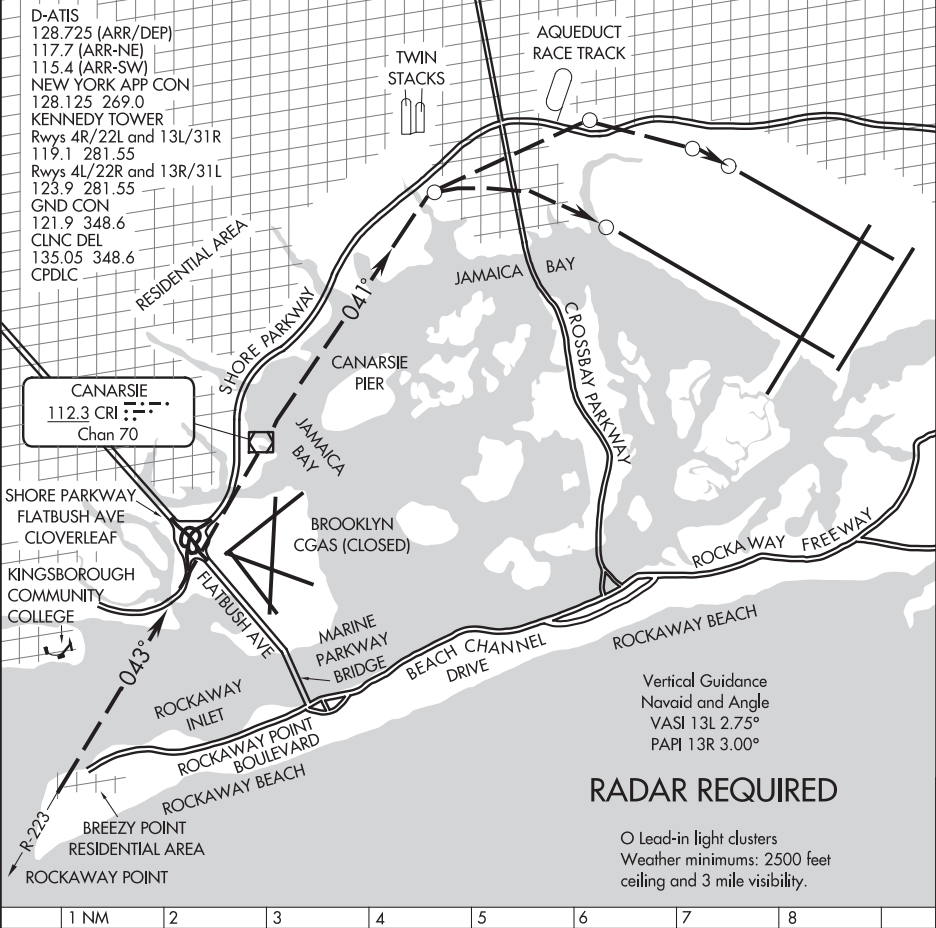 D-ATIS
128.725 (ARR/DEP)
117.7 (ARR-NE)
115.4 (ARR-SW)
NEW YORK APP CON
128.125 269.0
KENNEDY TOWER
Rwys 4R/22L and 13L/31R
119.1 281.55
Rwys 4L/22R and 13R/31L
123.9 281.55
GND CON
121.9 348.6
CLNC DEL
135.05 348.6
CPDLC
TWIN
STACKS
AQUEDUCT
RACE TRACK
RESIDENTIAL AREA
SHORE PARKWAY
041°
JAMAICA BAY
CROSSBAY PARKWAY
CANARSIE
PIER
CANARSIE
112.3 CRI
Chan 70
JAMAICA
BAY
SHORE PARKWAY
FLATBUSH AVE
CLOVERLEAF
BROOKLYN
CGAS (CLOSED)
KINGSBOROUGH
COMMUNITY
COLLEGE
FLATBUSH AVE
043°
MARINE
PARKWAY
BRIDGE
BEACH CHANNEL
DRIVE
ROCKA WAY FREEWAY
ROCKAWAY BEACH
ROCKAWAY
INLET
ROCKAWAY POINT
BOULEVARD
ROCKAWAY BEACH
BREEZY POINT
RESIDENTIAL AREA
R-223
ROCKAWAY POINT
Vertical Guidance
Navaid and Angle
VASI 13L 2.75°
PAPI 13R 3.00°
RADAR REQUIRED
O Lead-in light clusters
Weather minimums: 2500 feet
ceiling and 3 mile visibility.
1 NM 2 3 4 5 6 7 8